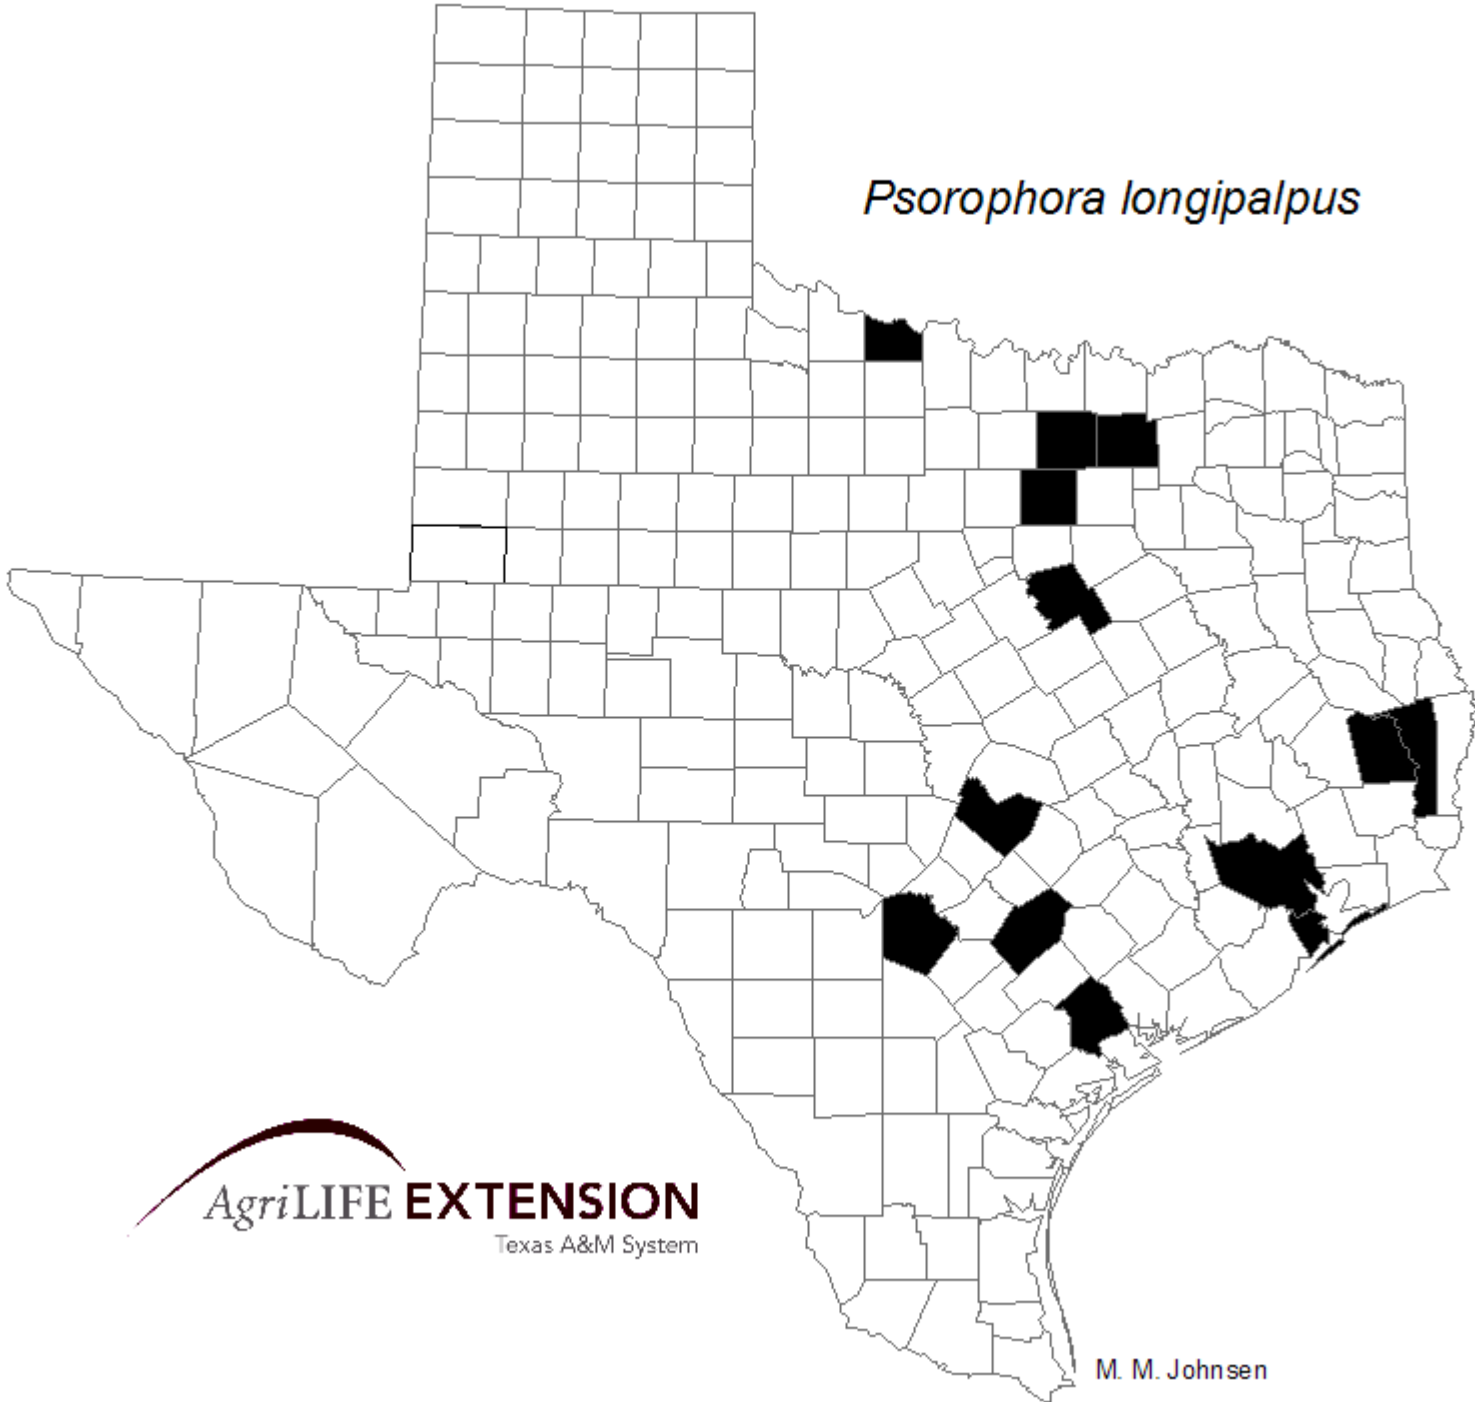 Psorophora longipalpus
AgriLIFE EXTENSION
Texas A&M System
M. M. Johnsen